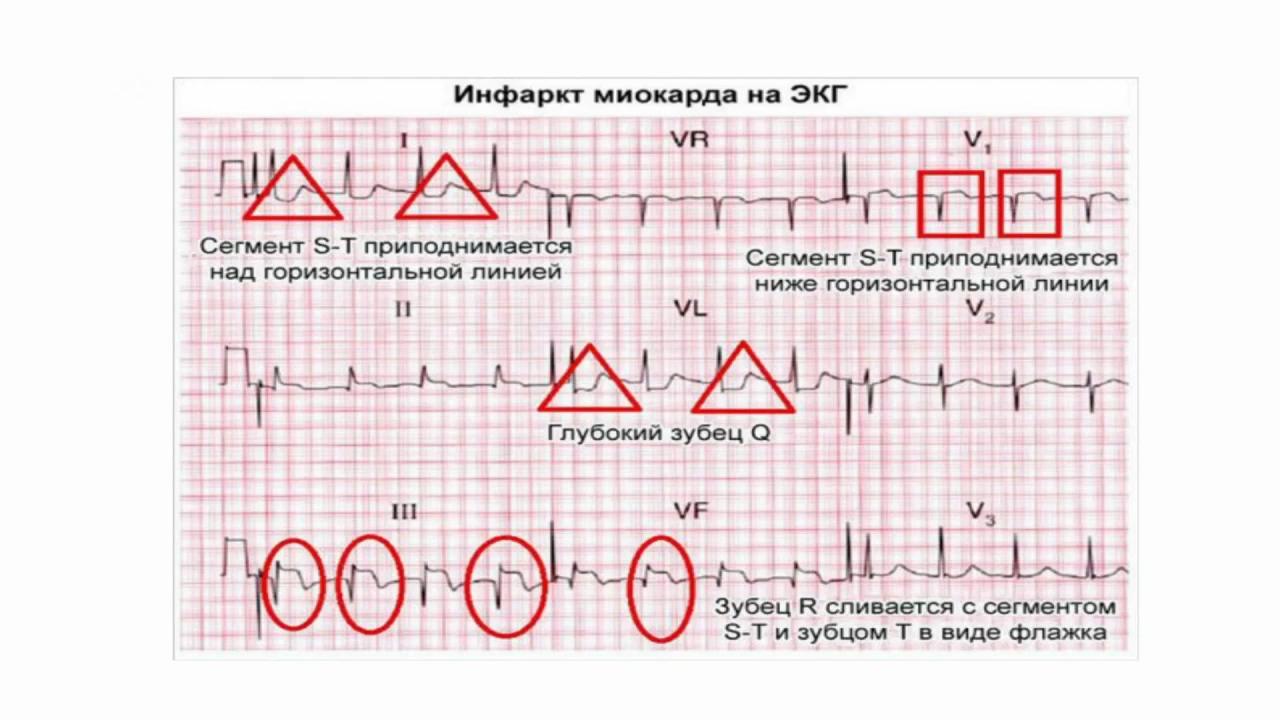 Инфаркт миокарда на ЭКГ
I VR V1
Сегмент S-T приподнимается
над горизонтальной линией
Сегмент S-T приподнимается
ниже горизонтальной линии
II VL V2
Глубокий зубец Q
III VF V3
Зубец R сливается с сегментом
S-T и зубцом T в виде флажка